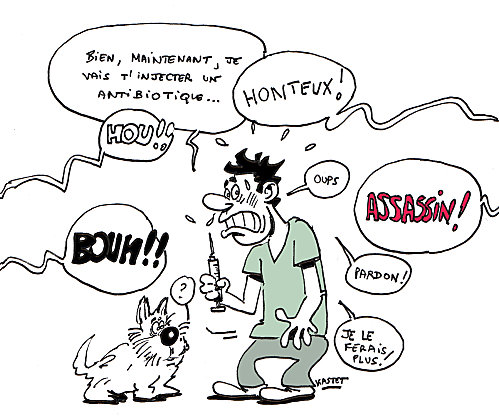 BIEN, MAINTENANT, JE
VAIS T'INJECTER UN
ANTIBIOTIQUE...
HONTEUX!
HOU!!
OUPS
ASSASSIN!
BOUH!!
PARDON!
?
JE LE
FERAIS
PLUS!
KASTET